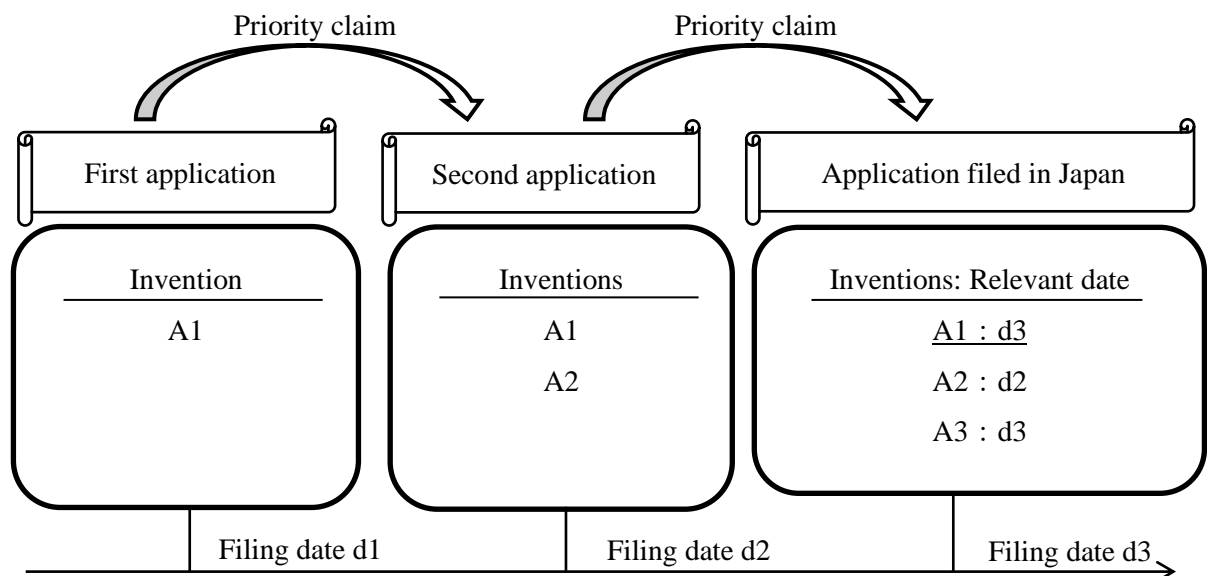 Priority claim
Priority claim
First application
Second application
Application filed in Japan
Invention
A1
Inventions
A1
A2
Inventions: Relevant date
A1 : d3
A2 : d2
A3 : d3
Filing date d1
Filing date d2
Filing date d3